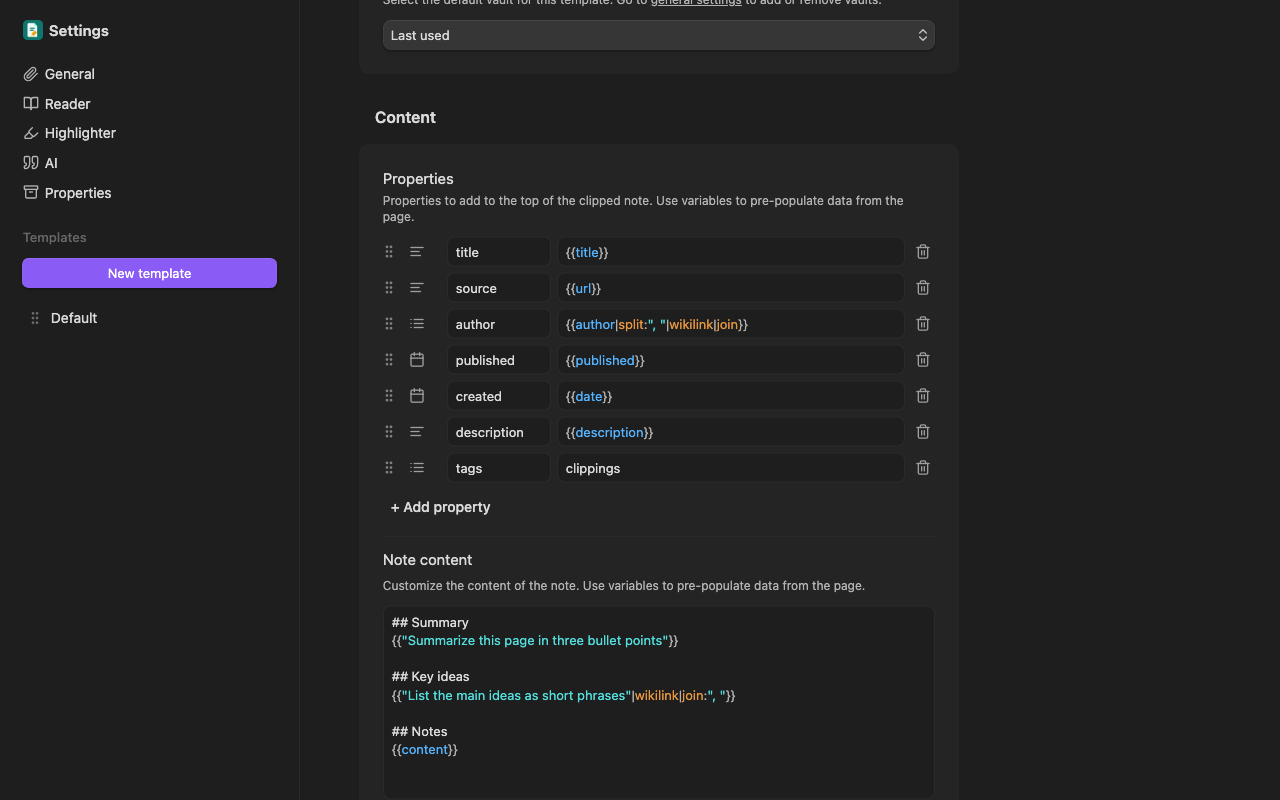 Settings
General
Reader
Highlighter
AI
Properties
Templates
New template
Default
Select the default vault for this template. Go to general settings to add or remove vaults.
Last used
Content
Properties
Properties to add to the top of the clipped note. Use variables to pre-populate data from the
page.
title {{title}}
source {{url}}
author {{author|split:", "|wikilink|join}}
published {{published}}
created {{date}}
description {{description}}
tags clippings
+ Add property
Note content
Customize the content of the note. Use variables to pre-populate data from the page.
## Summary
{{"Summarize this page in three bullet points"}}
## Key ideas
{{"List the main ideas as short phrases"|wikilink|join:", "}}
## Notes
{{content}}